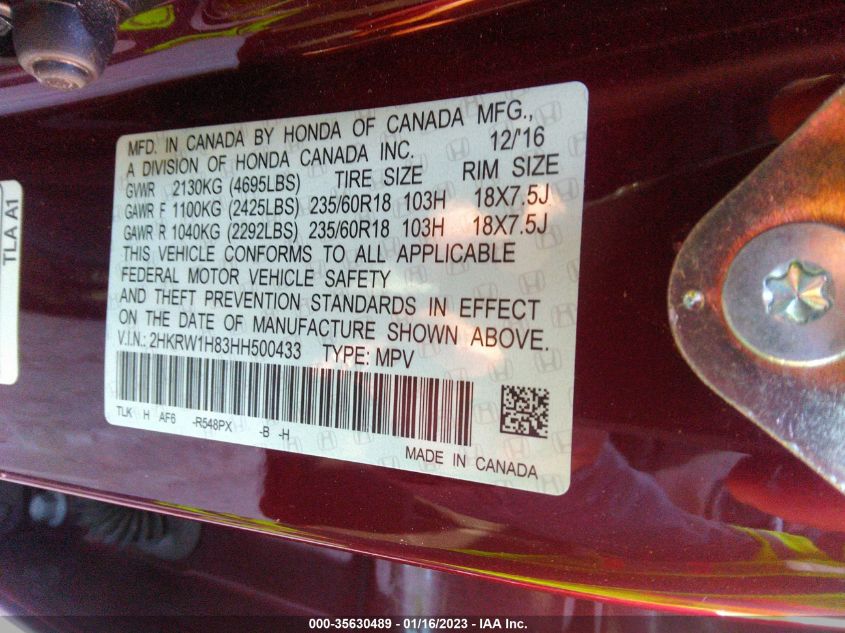 MFD. IN CANADA BY HONDA OF CANADA MFG.,
A DIVISION OF HONDA CANADA INC. 12/'16
GVWR 2130KG (4695LBS) TIRE SIZE RIM SIZE
GAWR F 1100KG (2425LBS) 235/60R18 103H 18X7.5J
GAWR R 1040KG (2292LBS) 235/60R18 103H 18X7.5J
THIS VEHICLE CONFORMS TO ALL APPLICABLE
FEDERAL MOTOR VEHICLE SAFETY
AND THEFT PREVENTION STANDARDS IN EFFECT
ON THE DATE OF MANUFACTURE SHOWN ABOVE.
V.I.N.: 2HKRW1H83HH500433 TYPE: MPV
TLK H AF6 -R548PX -B -H
MADE IN CANADA
TLA A1
000-35630489 - 01/16/2023 - IAA Inc.